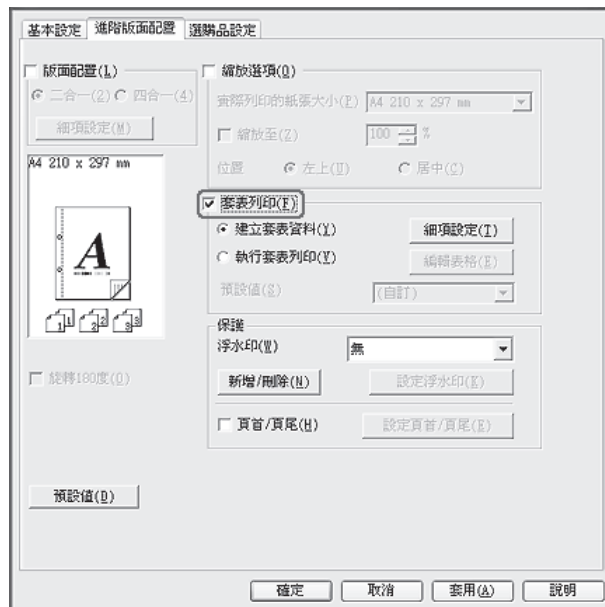 基本設定 進階版面配置 選購品設定
版面配置(L)
二合一(2) 四合一(4)
細項設定(M)
A4 210 x 297 mm
縮放選項(O)
實際列印的紙張大小(P) A4 210 x 297 mm
縮放至(Z) 100 %
位置 左上(U) 居中(C)
套表列印(F)
建立套表資料(Y) 細項設定(T)
執行套表列印(V) 編輯表格(E)
預設值(S) (自訂)
保護
浮水印(W) 無
新增/刪除(N) 設定浮水印(K)
旋轉180度(0)
頁首/頁尾(H) 設定頁首/頁尾(E)
預設值(D)
確定 取消 套用(A) 說明